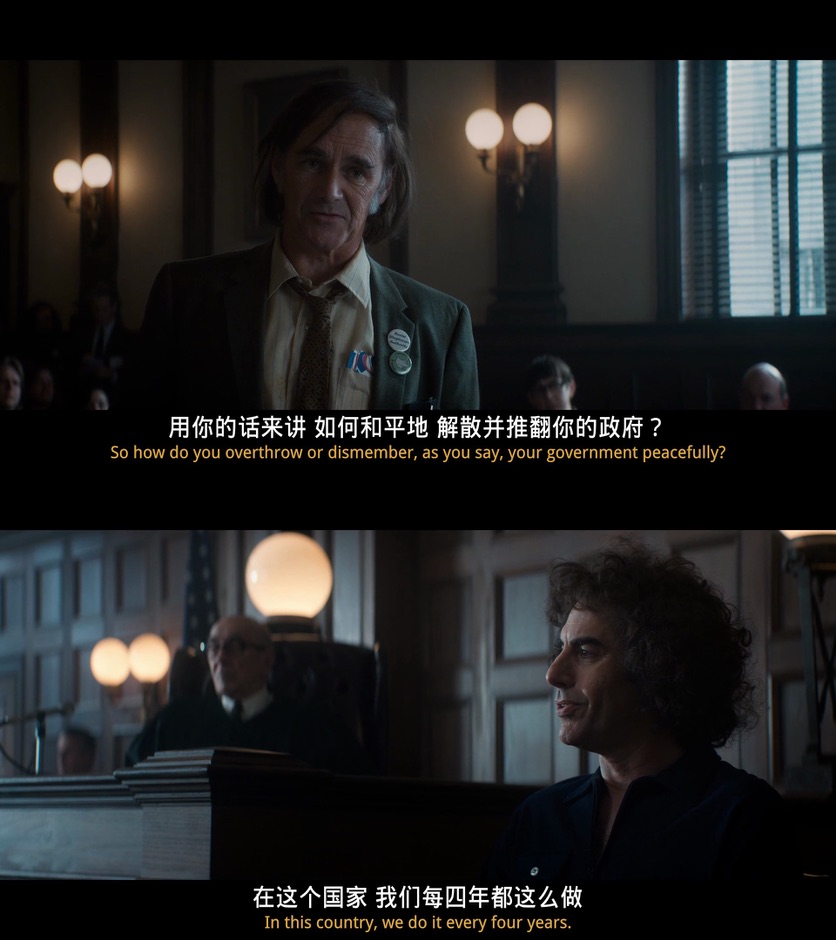 用你的话来讲 如何和平地 解散并推翻你的政府？
So how do you overthrow or dismember, as you say, your government peacefully?
在这个国家 我们每四年都这么做
In this country, we do it every four years.